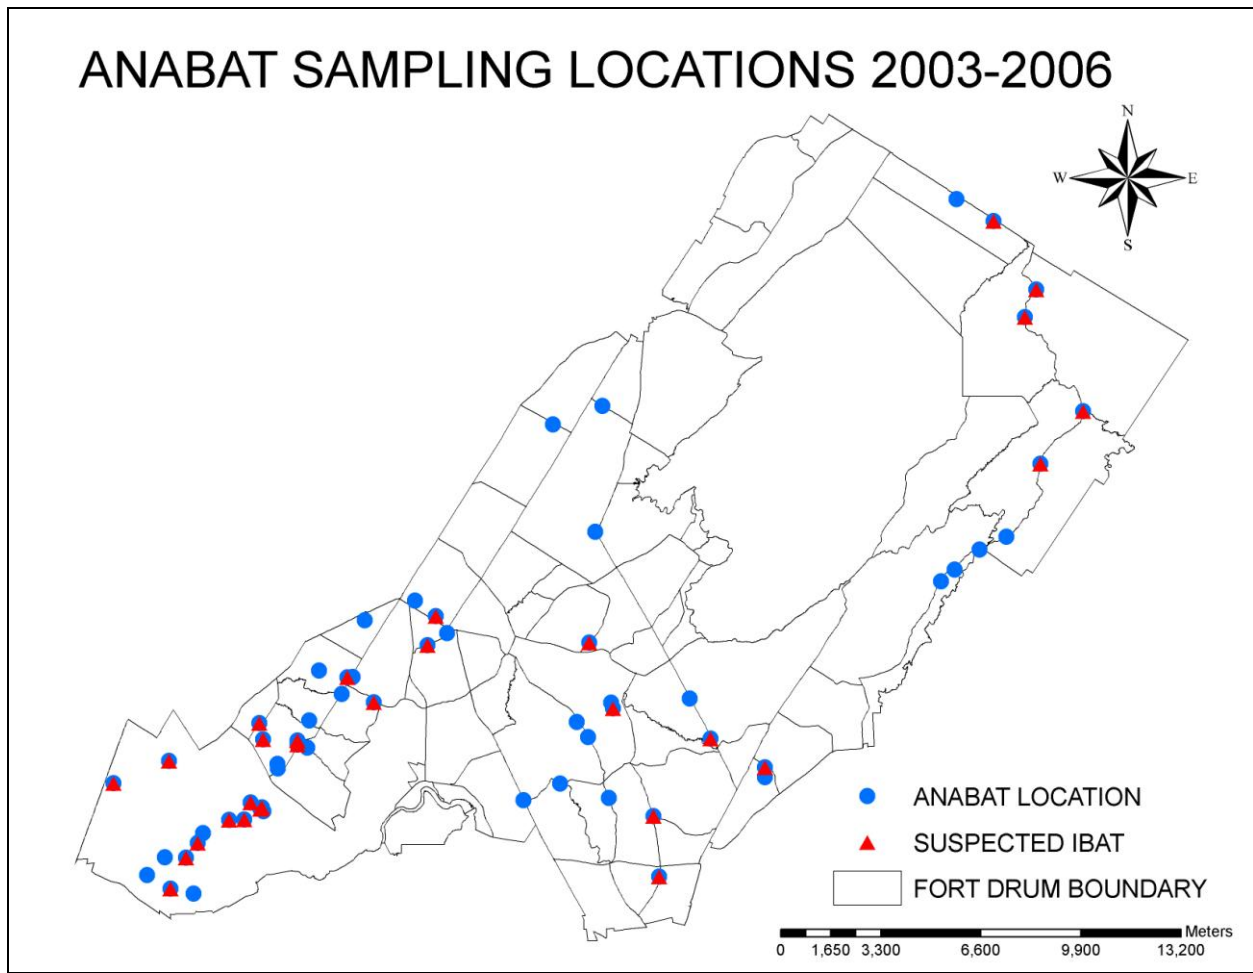 ANABAT SAMPLING LOCATIONS 2003-2006
N
W
E
S
ANABAT LOCATION
SUSPECTED IBAT
FORT DRUM BOUNDARY
Meters
0 1,650 3,300 6,600 9,900 13,200